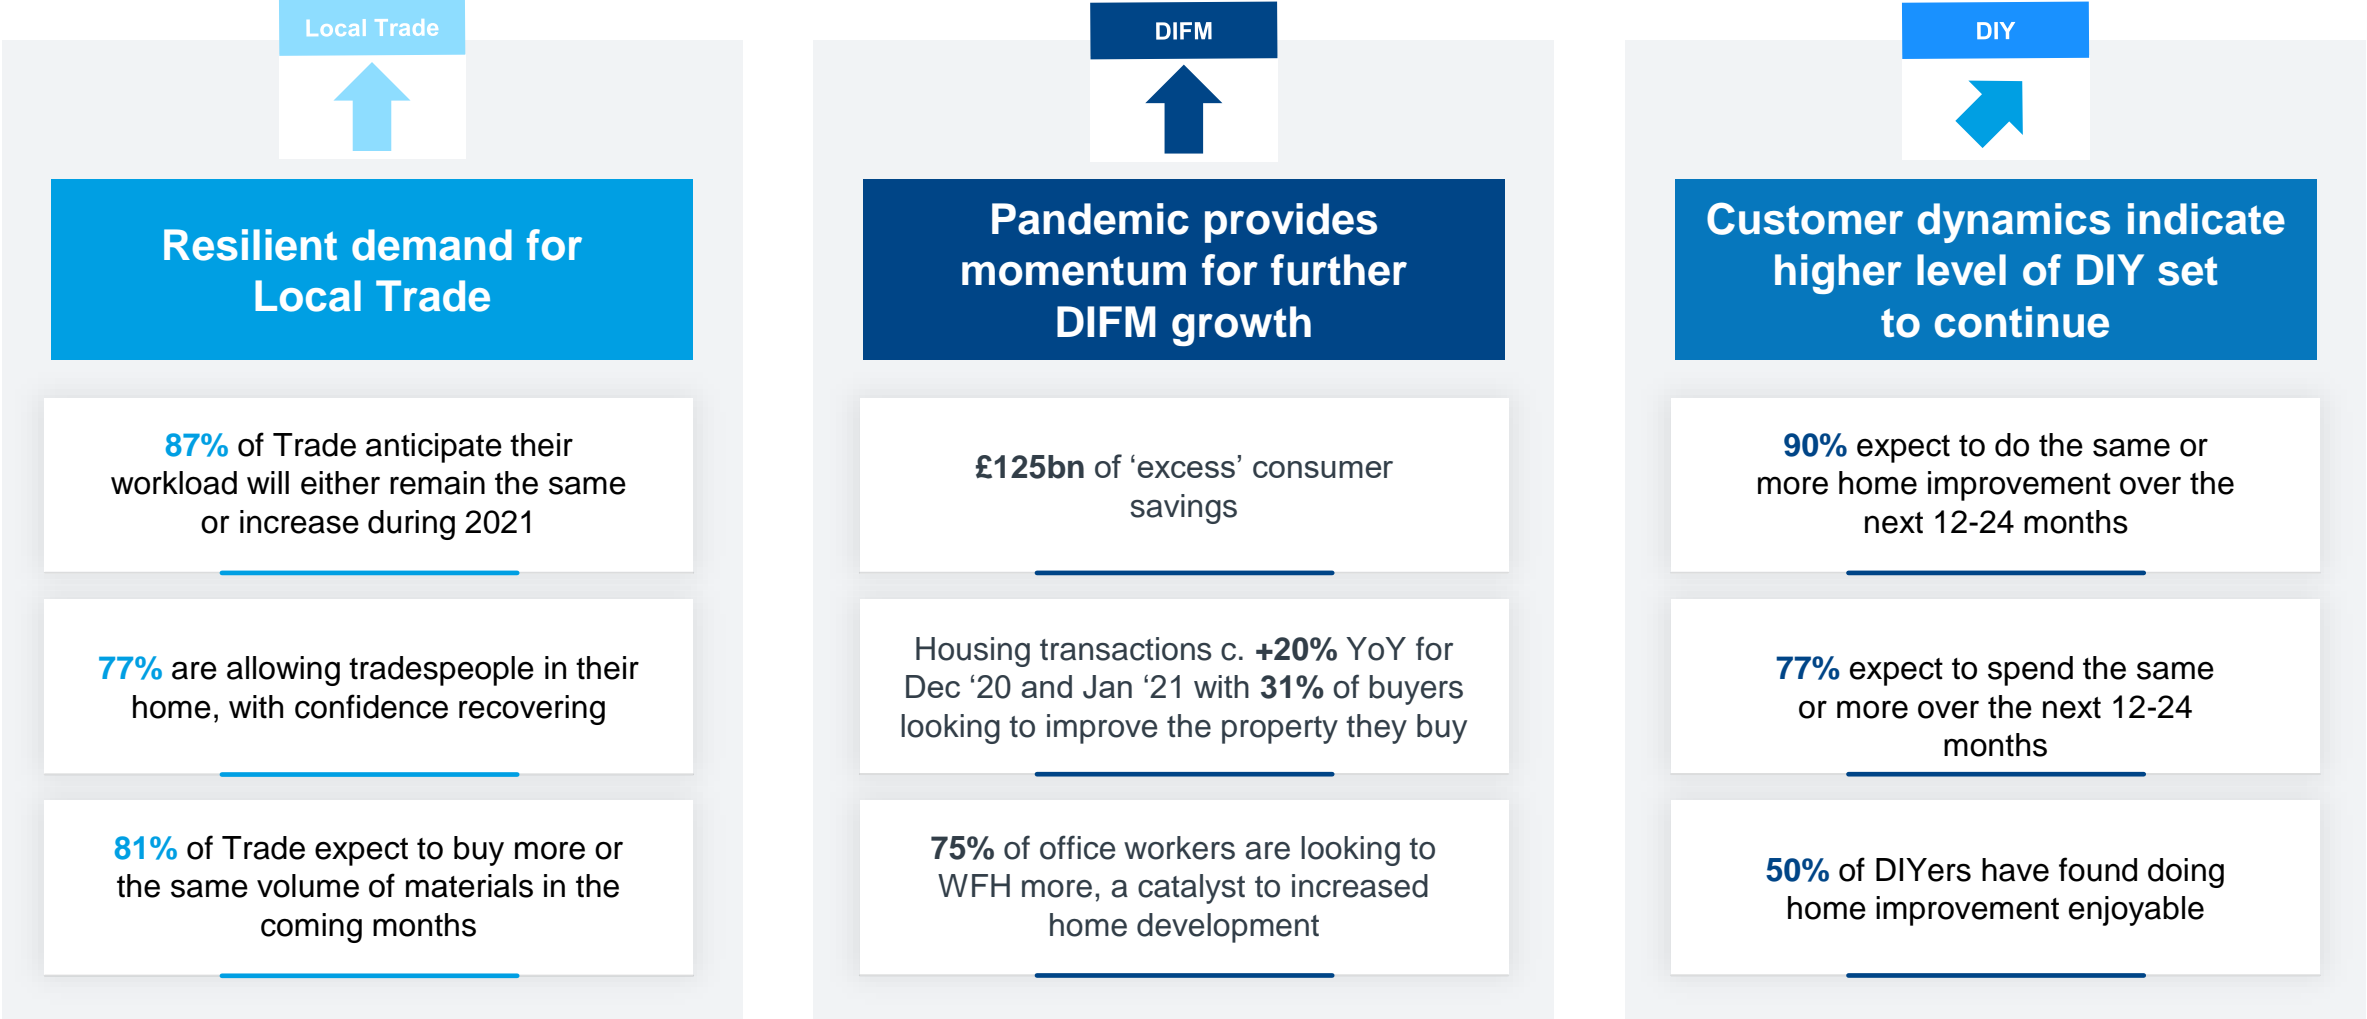 Local Trade
Resilient demand for
Local Trade
87% of Trade anticipate their
workload will either remain the same
or increase during 2021
77% are allowing tradespeople in their
home, with confidence recovering
81% of Trade expect to buy more or
the same volume of materials in the
coming months
DIFM
Pandemic provides
momentum for further
DIFM growth
£125bn of ‘excess’ consumer
savings
Housing transactions c. +20% YoY for
Dec ‘20 and Jan ‘21 with 31% of buyers
looking to improve the property they buy
75% of office workers are looking to
WFH more, a catalyst to increased
home development
DIY
Customer dynamics indicate
higher level of DIY set
to continue
90% expect to do the same or
more home improvement over the
next 12-24 months
77% expect to spend the same
or more over the next 12-24
months
50% of DIYers have found doing
home improvement enjoyable